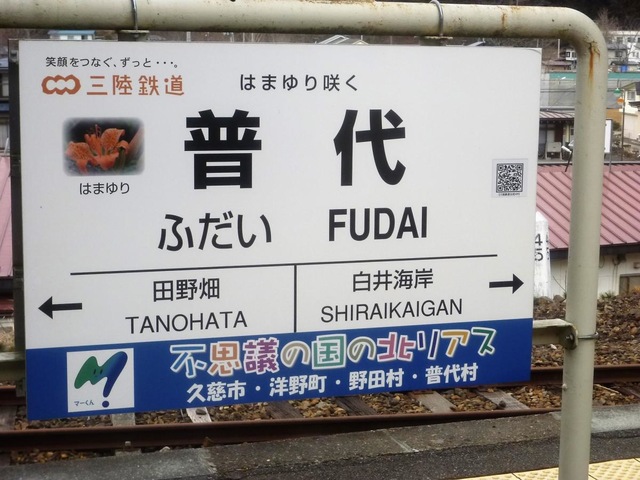 笑顔をつなぐ、ずっと・・・。
三陸鉄道
はまゆり咲く
はまゆり
普代
ふだい FUDAI
田野畑 白井海岸
TANOHATA SHIRAIKAIGAN
不思議の国の北リアス
久慈市・洋野町・野田村・普代村
まーくん
4
5